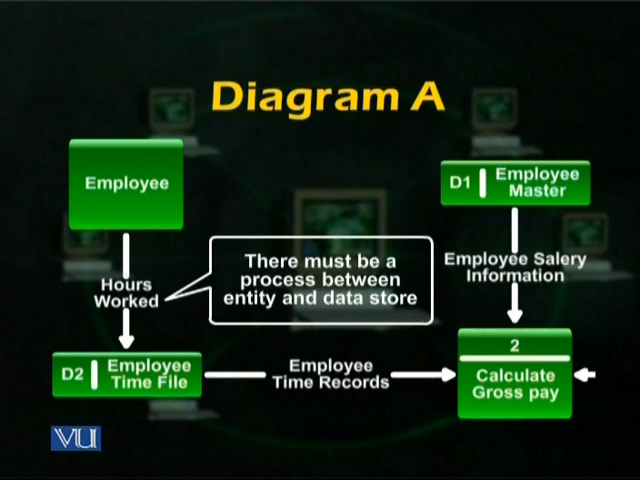 Diagram A
Employee
D1
Employee
Master
There must be a
process between
entity and data store
Hours
Worked
Employee Salery
Information
D2
Employee
Time File
Employee
Time Records
2
Calculate
Gross pay
VU